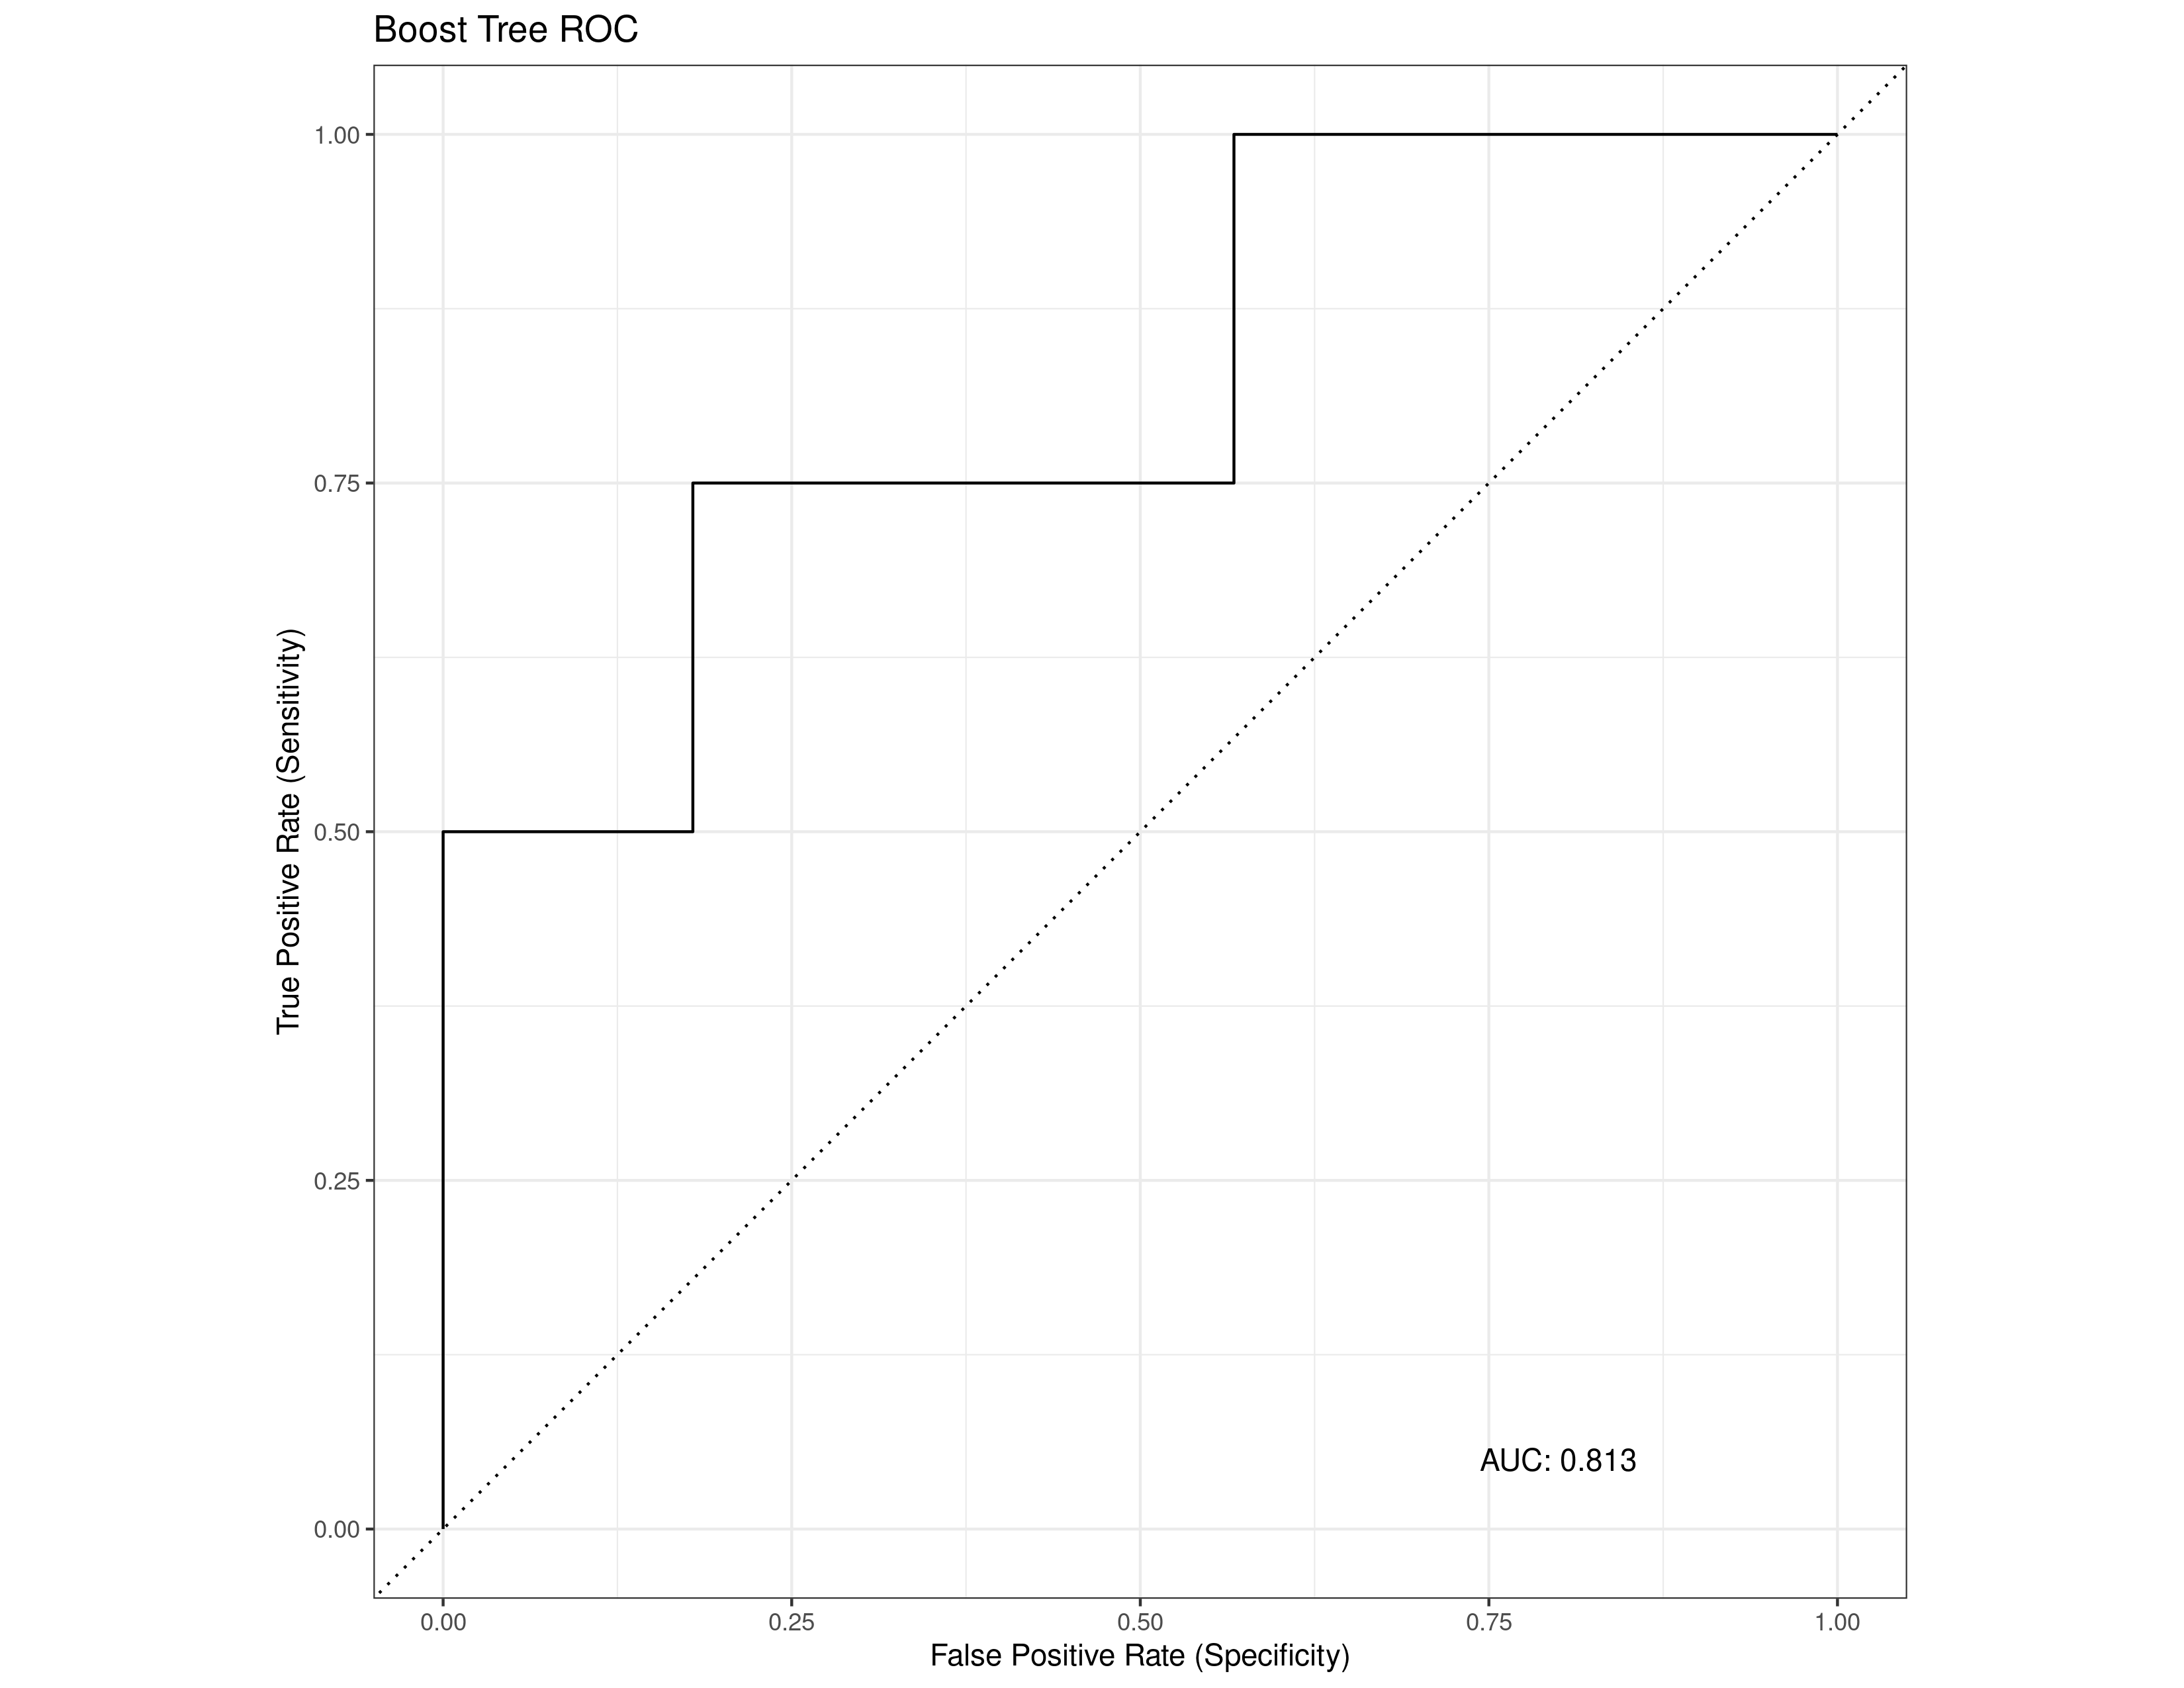 Boost Tree ROC
True Positive Rate (Sensitivity)
1.00
0.75
0.50
0.25
0.00
AUC: 0.813
0.00 0.25 0.50 0.75 1.00
False Positive Rate (Specificity)